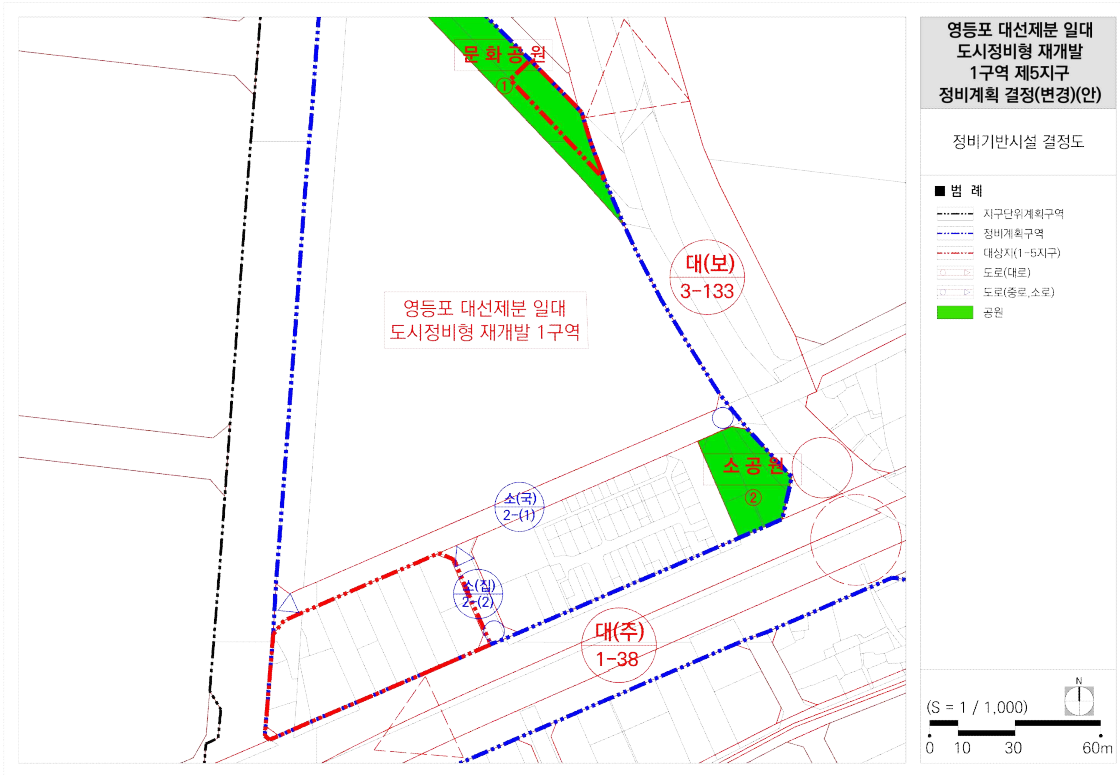 영등포 대선제분 일대
도시정비형 재개발
1구역 제5지구
정비계획 결정(변경)(안)
정비기반시설 결정도
■ 범 례
지구단위계획구역
정비계획구역
대상지(1-5지구)
도로(대로)
도로(중로,소로)
공원
문화공원
①
대(보)
3-133
영등포 대선제분 일대
도시정비형 재개발 1구역
소공원
②
소(국)
2-(1)
소(집)
2-(2)
대(주)
1-38
N
(S = 1 / 1,000)
0 10 30 60m